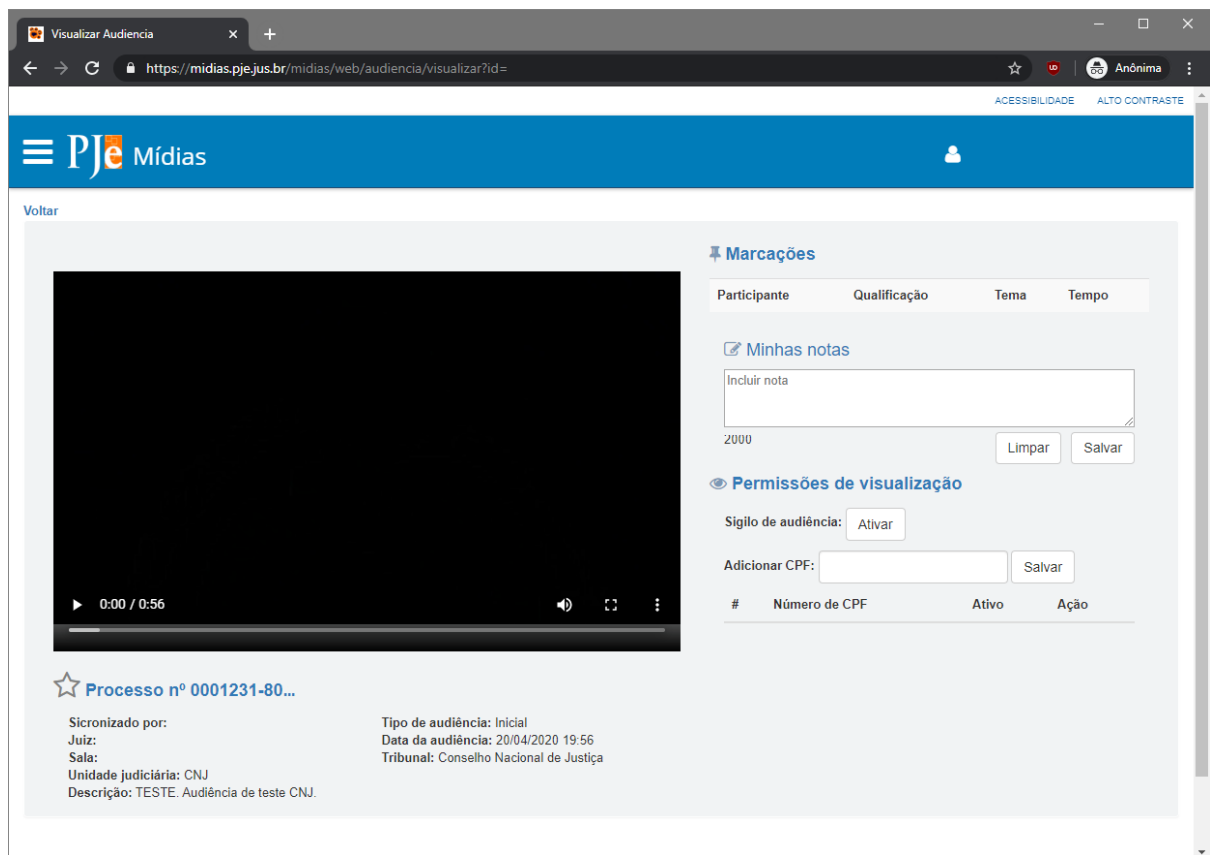 Visualizar Audiencia
https://midias.pje.jus.br/midias/web/audiencia/visualizar?id=
Anônima
ACESSIBILIDADE ALTO CONTRASTE
PJe Mídias
Voltar
Marcações
Participante Qualificação Tema Tempo
Minhas notas
Incluir nota
2000
Limpar Salvar
Permissões de visualização
Sigilo de audiência: Ativar
Adicionar CPF: Salvar
# Número de CPF Ativo Ação
0:00 / 0:56
Processo nº 0001231-80...
Sicronizado por:
Juiz:
Sala:
Unidade judiciária: CNJ
Descrição: TESTE. Audiência de teste CNJ.
Tipo de audiência: Inicial
Data da audiência: 20/04/2020 19:56
Tribunal: Conselho Nacional de Justiça